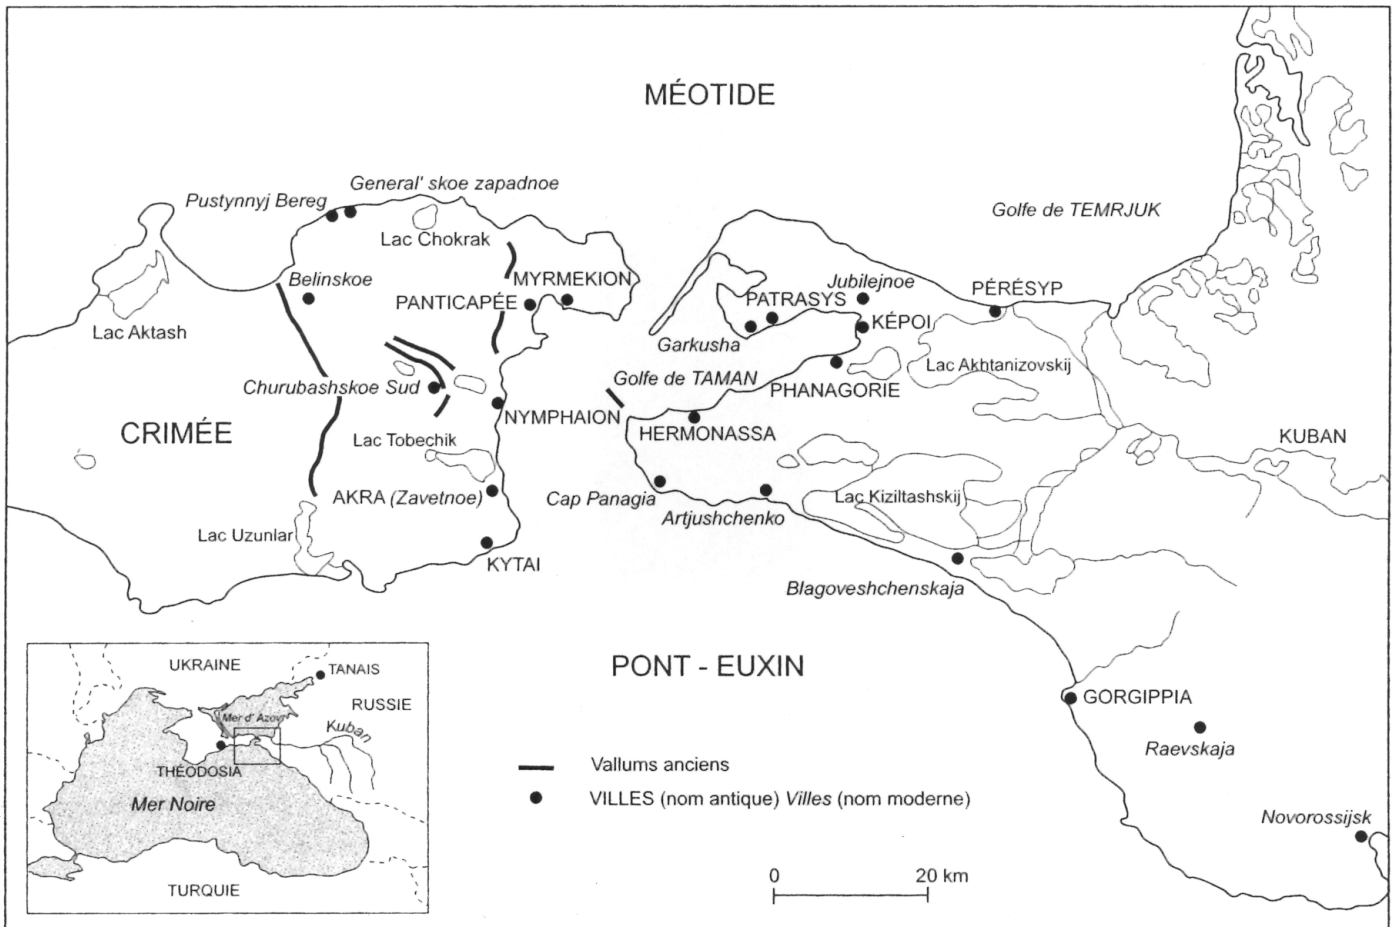 MÉOTIDE
General' skoe zapadnoe
Pustynnyj Bereg
Golfe de TEMRJUK
Lac Chokrak
Belinskoe
MYRMEKION
Jubilejnoe
PÉRÉSYP
PANTICAPÉE
PATRASYS
KÉPOI
Lac Aktash
Garkusha
Lac Akhtanizovskij
Golfe de TAMAN
Churubashskoe Sud
PHANAGORIE
NYMPHAION
CRIMÉE
HERMONASSA
Lac Tobechik
KUBAN
AKRA (Zavetnoe)
Cap Panagia
Lac Kiziltashskij
Artjushchenko
Lac Uzunlar
KYTAI
Blagoveshchenskaja
PONT - EUXIN
GORGIPPIA
Raevskaja
Novorossijsk
UKRAINE
TANAIS
RUSSIE
Mer d' Azov
Kuban
THÉODOSIA
Mer Noire
TURQUIE
Vallums anciens
VILLES (nom antique) Villes (nom moderne)
0 20 km